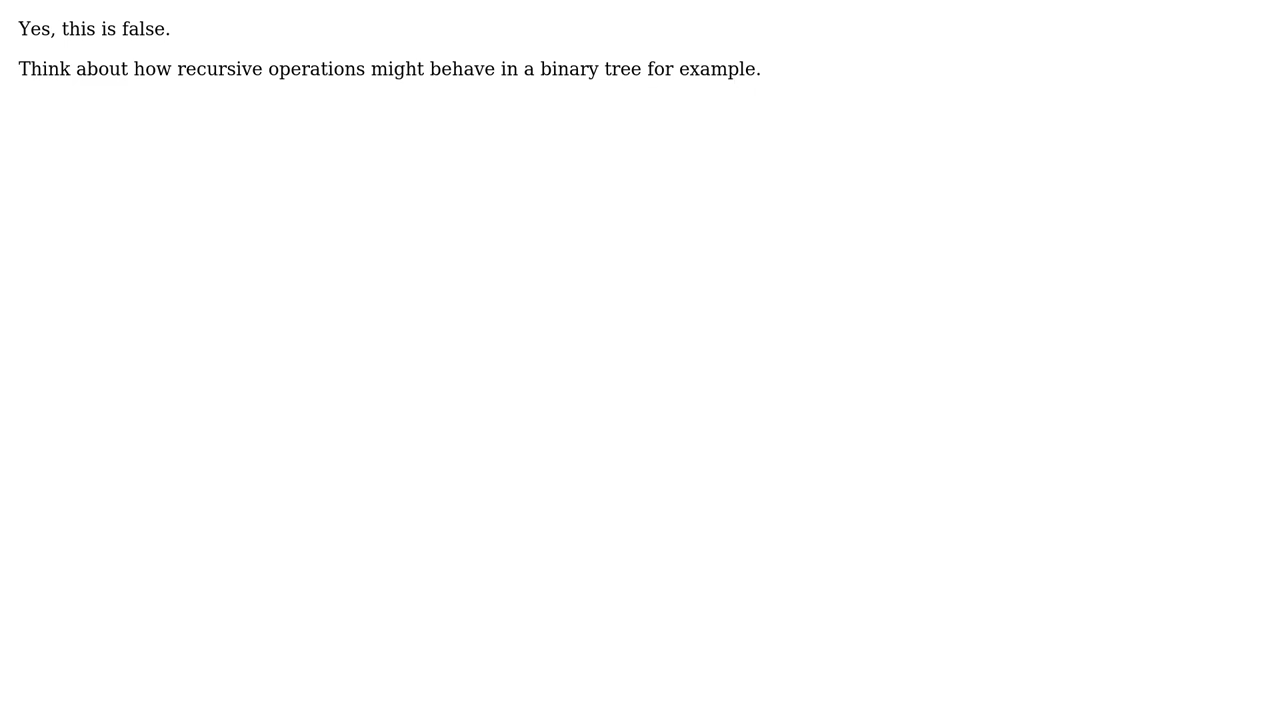 Yes, this is false.
Think about how recursive operations might behave in a binary tree for example.